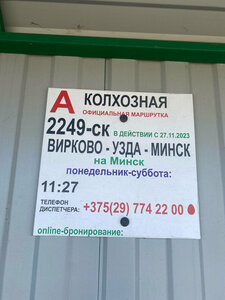 А КОЛХОЗНАЯ
ОФИЦИАЛЬНАЯ МАРШРУТКА
2249-ск В ДЕЙСТВИИ С 27.11.2023
ВИРКОВО - УЗДА - МИНСК
на Минск
понедельник-суббота:
11:27
ТЕЛЕФОН
ДИСПЕТЧЕРА: +375(29) 774 22 00
online-бронирование: